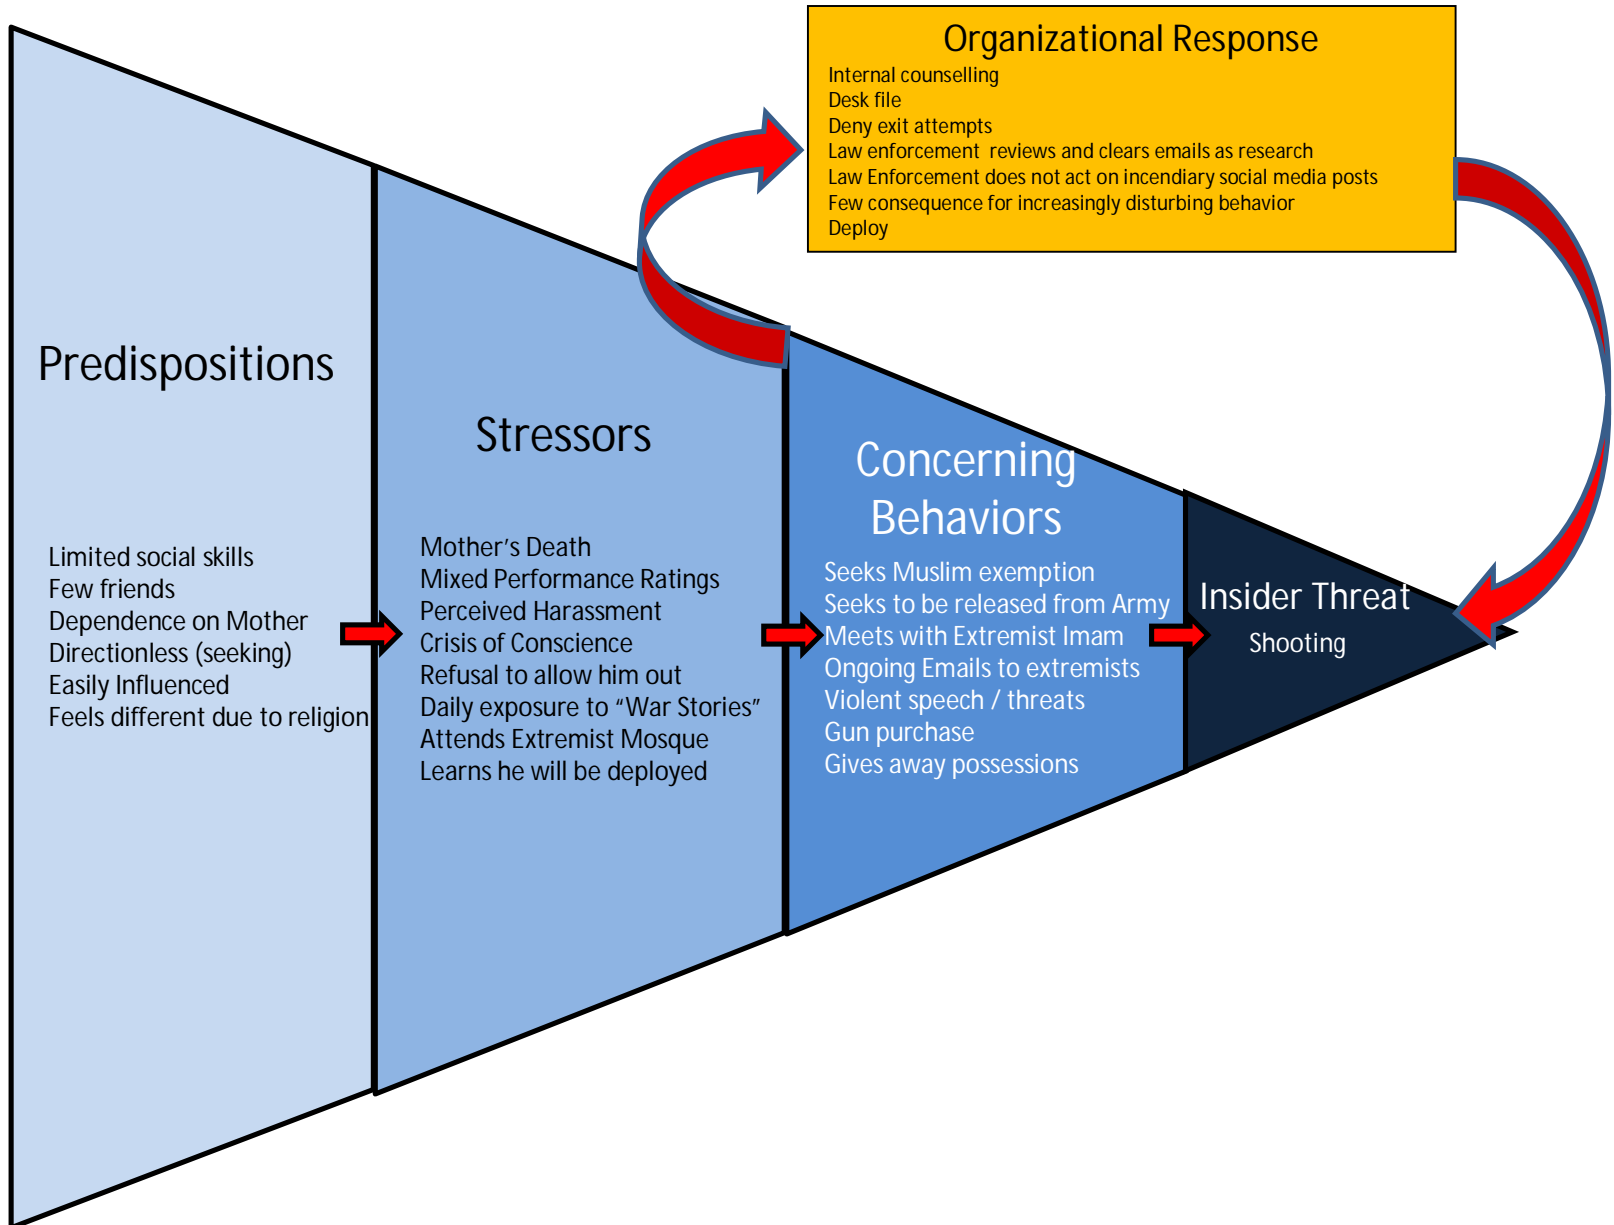 Organizational Response
Internal counselling
Desk file
Deny exit attempts
Law enforcement reviews and clears emails as research
Law Enforcement does not act on incendiary social media posts
Few consequence for increasingly disturbing behavior
Deploy
Predispositions
Limited social skills
Few friends
Dependence on Mother
Directionless (seeking)
Easily Influenced
Feels different due to religion
Stressors
Mother's Death
Mixed Performance Ratings
Perceived Harassment
Crisis of Conscience
Refusal to allow him out
Daily exposure to "War Stories"
Attends Extremist Mosque
Learns he will be deployed
Concerning
Behaviors
Seeks Muslim exemption
Seeks to be released from Army
Meets with Extremist Imam
Ongoing Emails to extremists
Violent speech / threats
Gun purchase
Gives away possessions
Insider Threat
Shooting